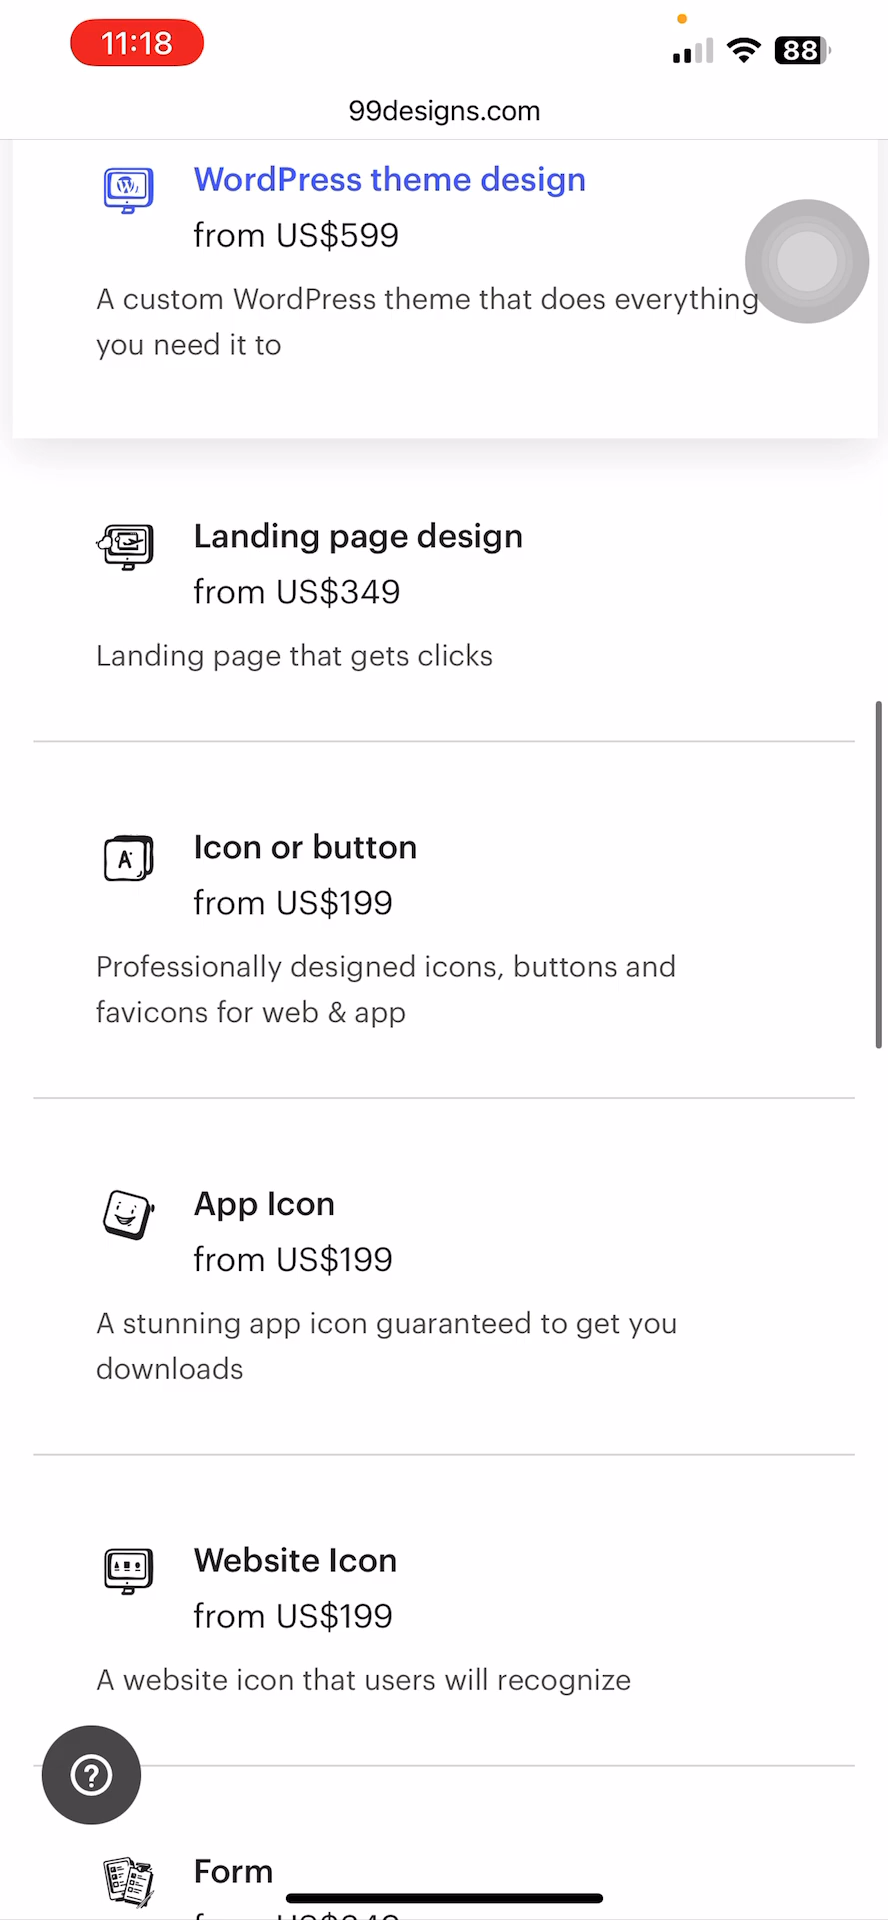 11:18
88
99designs.com
WordPress theme design
from US$599
A custom WordPress theme that does everything
you need it to
Landing page design
from US$349
Landing page that gets clicks
A
Icon or button
from US$199
Professionally designed icons, buttons and
favicons for web & app
App Icon
from US$199
A stunning app icon guaranteed to get you
downloads
Website Icon
from US$199
A website icon that users will recognize
?
Form